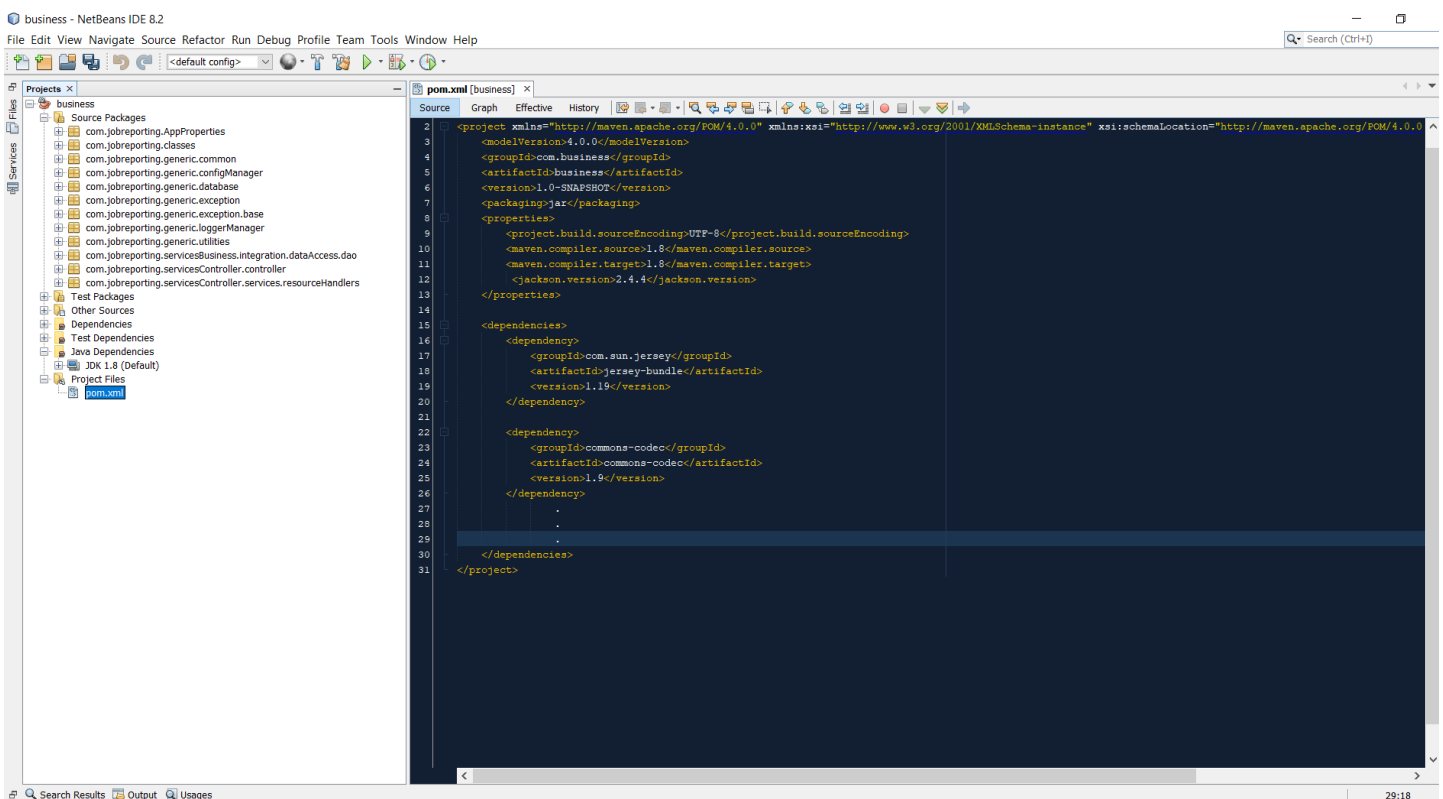 business - NetBeans IDE 8.2
File Edit View Navigate Source Refactor Run Debug Profile Team Tools Window Help
Search (Ctrl+I)
<default config>
Files
Services
Projects
business
Source Packages
com.jobreporting.AppProperties
com.jobreporting.classes
com.jobreporting.generic.common
com.jobreporting.generic.configManager
com.jobreporting.generic.database
com.jobreporting.generic.exception
com.jobreporting.generic.exception.base
com.jobreporting.generic.loggerManager
com.jobreporting.generic.utilities
com.jobreporting.servicesBusiness.integration.dataAccess.dao
com.jobreporting.servicesController.controller
com.jobreporting.servicesController.services.resourceHandlers
Test Packages
Other Sources
Dependencies
Test Dependencies
Java Dependencies
JDK 1.8 (Default)
Project Files
pom.xml
pom.xml [business]
Source Graph Effective History
2 <project xmlns="http://maven.apache.org/POM/4.0.0" xmlns:xsi="http://www.w3.org/2001/XMLSchema-instance" xsi:schemaLocation="http://maven.apache.org/POM/4.0.0
3 <modelVersion>4.0.0</modelVersion>
4 <groupId>com.business</groupId>
5 <artifactId>business</artifactId>
6 <version>1.0-SNAPSHOT</version>
7 <packaging>jar</packaging>
8 <properties>
9 <project.build.sourceEncoding>UTF-8</project.build.sourceEncoding>
10 <maven.compiler.source>1.8</maven.compiler.source>
11 <maven.compiler.target>1.8</maven.compiler.target>
12 <jackson.version>2.4.4</jackson.version>
13 </properties>
14
15 <dependencies>
16 <dependency>
17 <groupId>com.sun.jersey</groupId>
18 <artifactId>jersey-bundle</artifactId>
19 <version>1.19</version>
20 </dependency>
21
22 <dependency>
23 <groupId>commons-codec</groupId>
24 <artifactId>commons-codec</artifactId>
25 <version>1.9</version>
26 </dependency>
27 .
28 .
29 .
30 </dependencies>
31 </project>
Search Results Output Usages
29:18